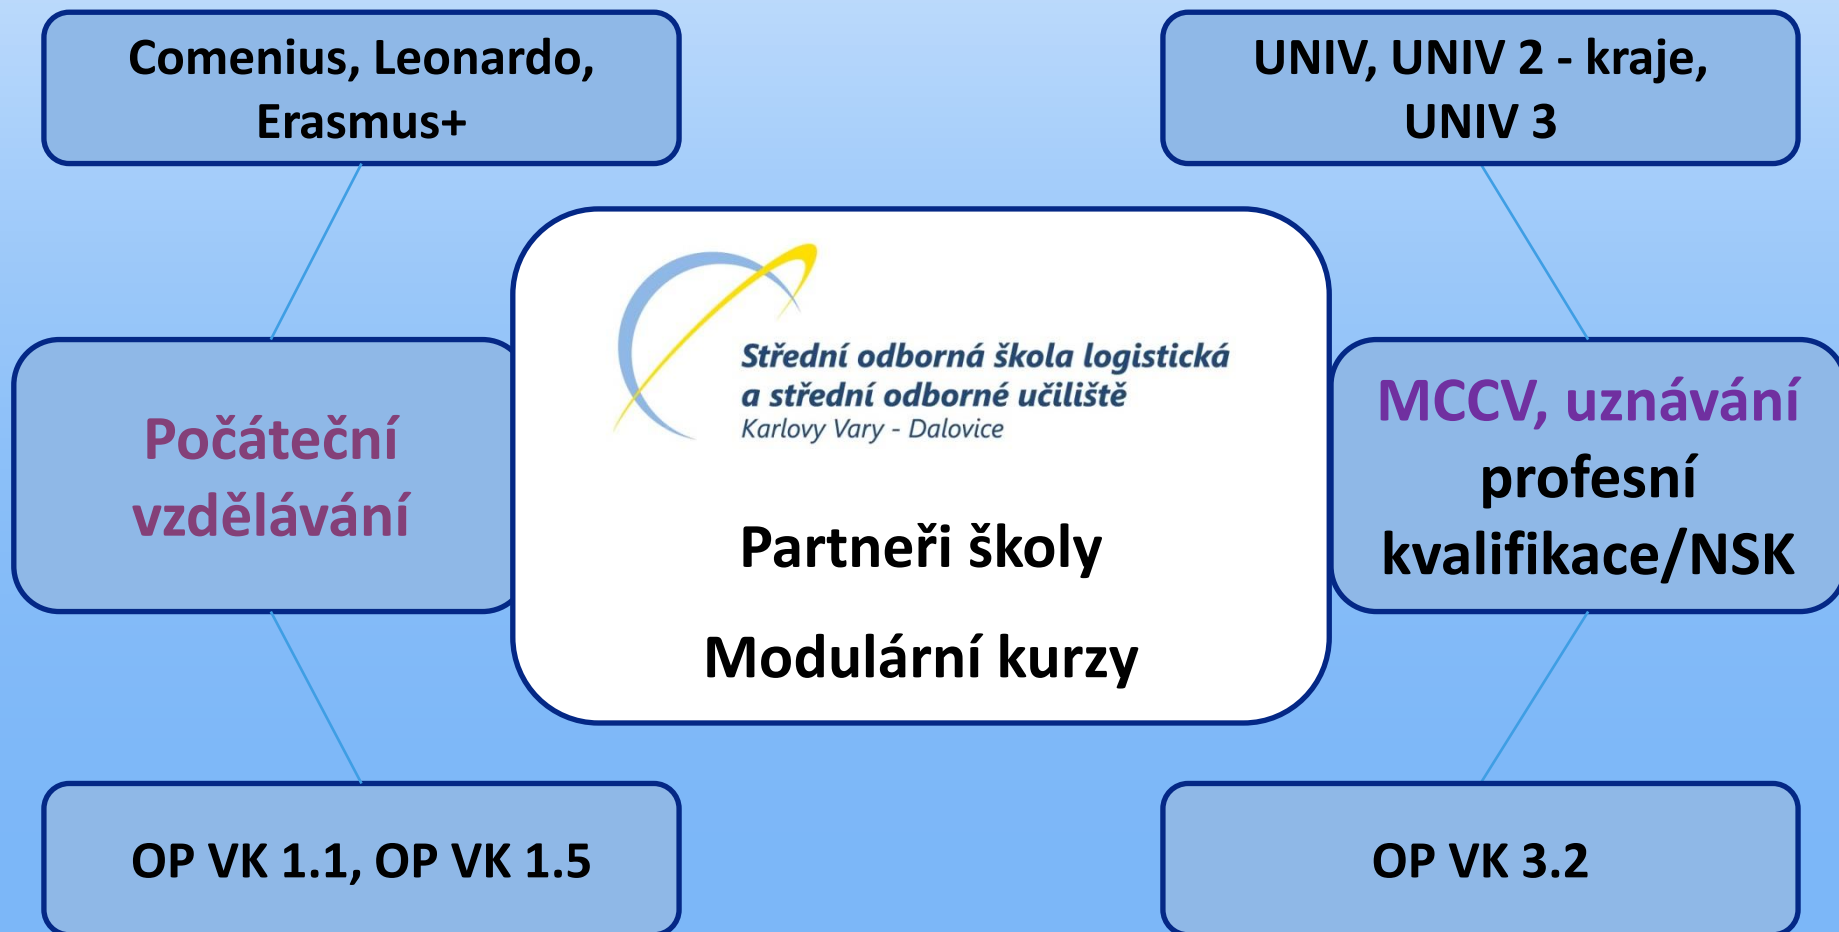 Comenius, Leonardo,
Erasmus+
UNIV, UNIV 2 - kraje,
UNIV 3
Střední odborná škola logistická
a střední odborné učiliště
Karlovy Vary - Dalovice
Partneři školy
Modulární kurzy
Počáteční
vzdělávání
MCCV, uznávání
profesní
kvalifikace/NSK
OP VK 1.1, OP VK 1.5
OP VK 3.2